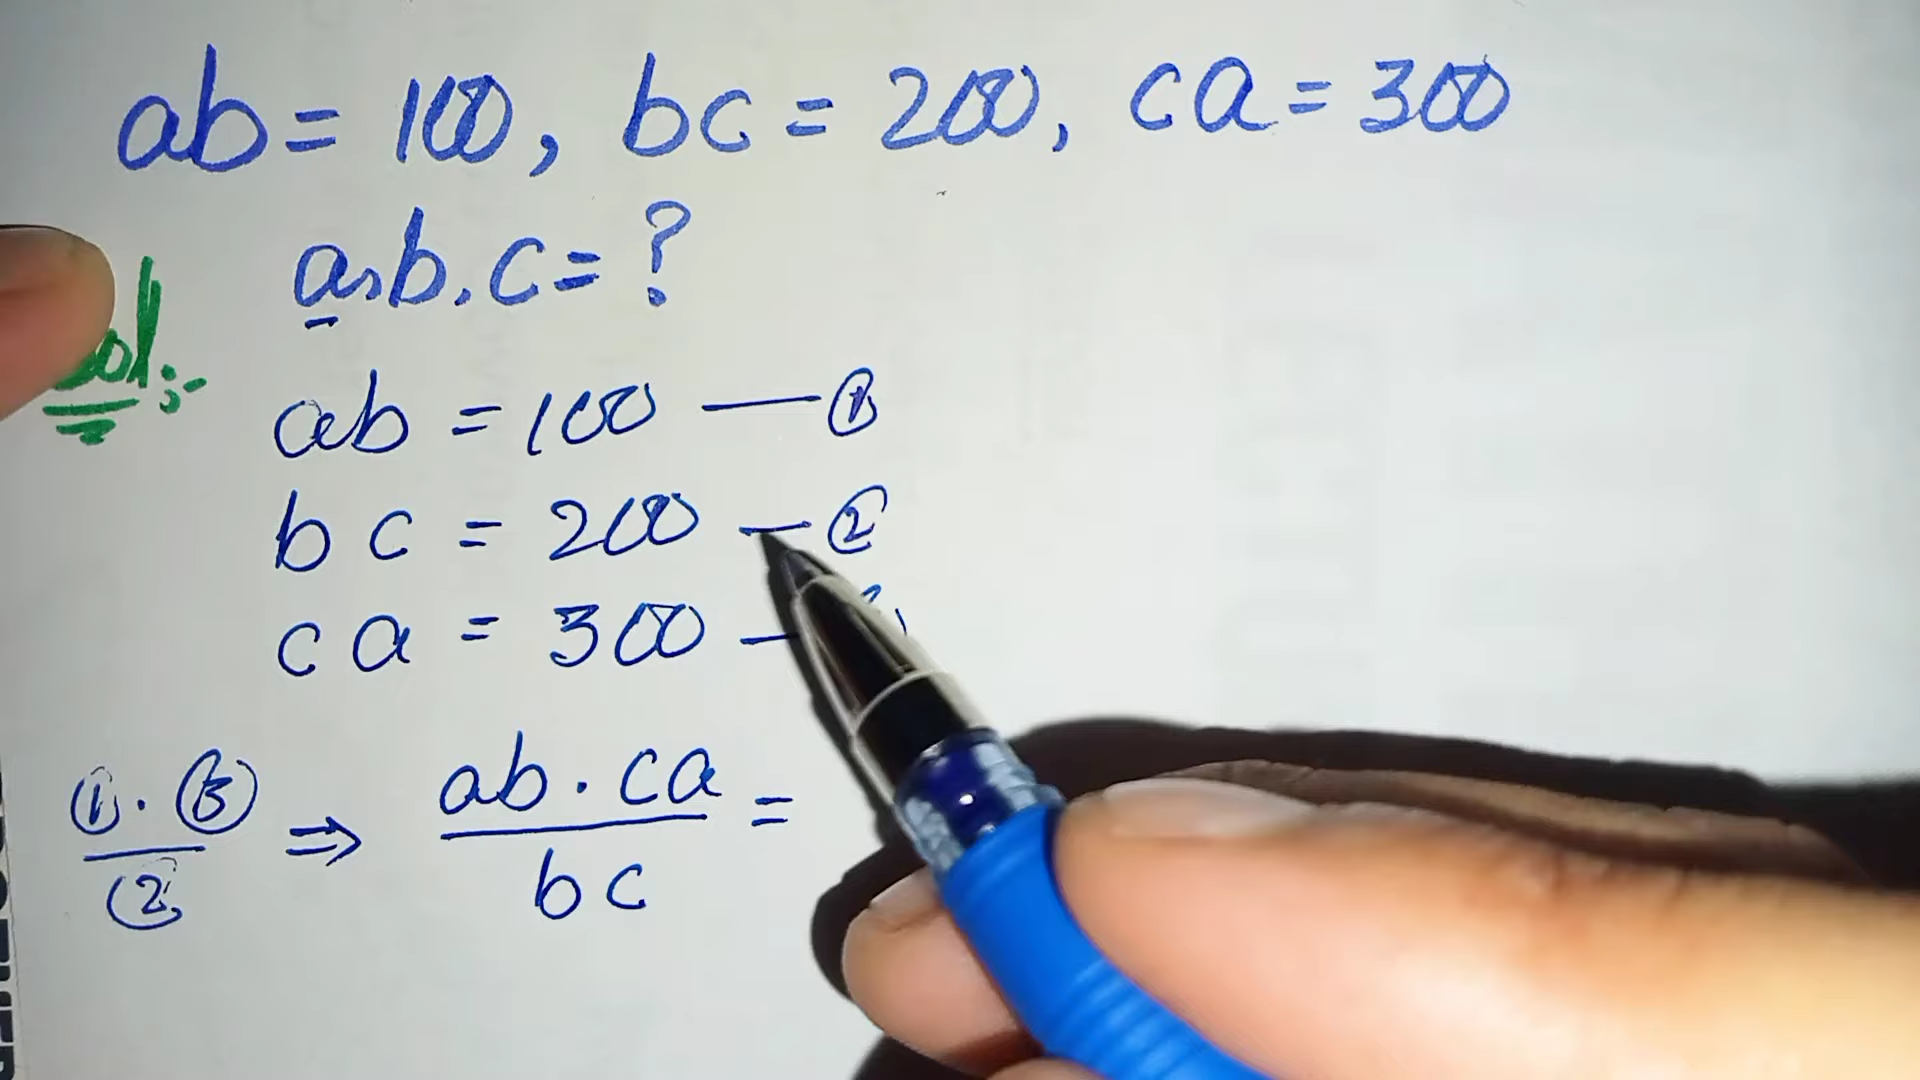 ab = 100, bc = 200, ca = 300
a,b.c = ?
Sol:-
ab = 100 — ①
bc = 200 — ②
ca = 300 —
①·③/② ⇒ ab·ca/bc =